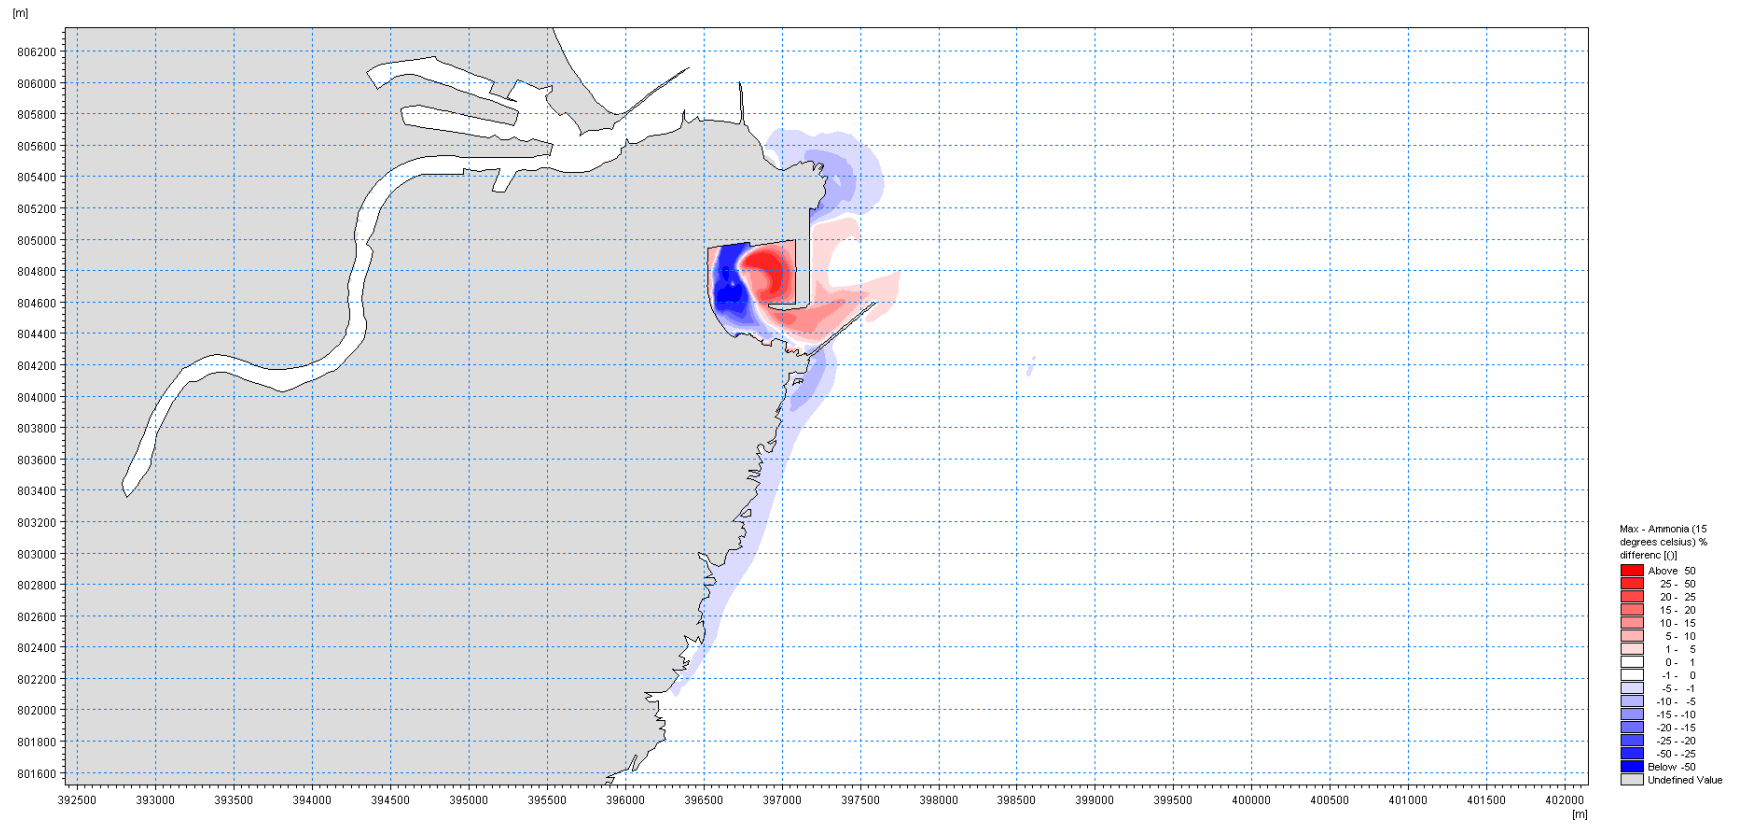 [m]
806200
806000
805800
805600
805400
805200
805000
804800
804600
804400
804200
804000
803800
803600
803400
803200
803000
802800
802600
802400
802200
802000
801800
801600
392500 393000 393500 394000 394500 395000 395500 396000 396500 397000 397500 398000 398500 399000 399500 400000 400500 401000 401500 402000
[m]
Max - Ammonia (15
degrees celsius) %
differenc [()]
Above 50
25 - 50
20 - 25
15 - 20
10 - 15
5 - 10
1 - 5
0 - 1
-1 - 0
-5 - -1
-10 - -5
-15 - -10
-20 - -15
-25 - -20
-50 - -25
Below -50
Undefined Value